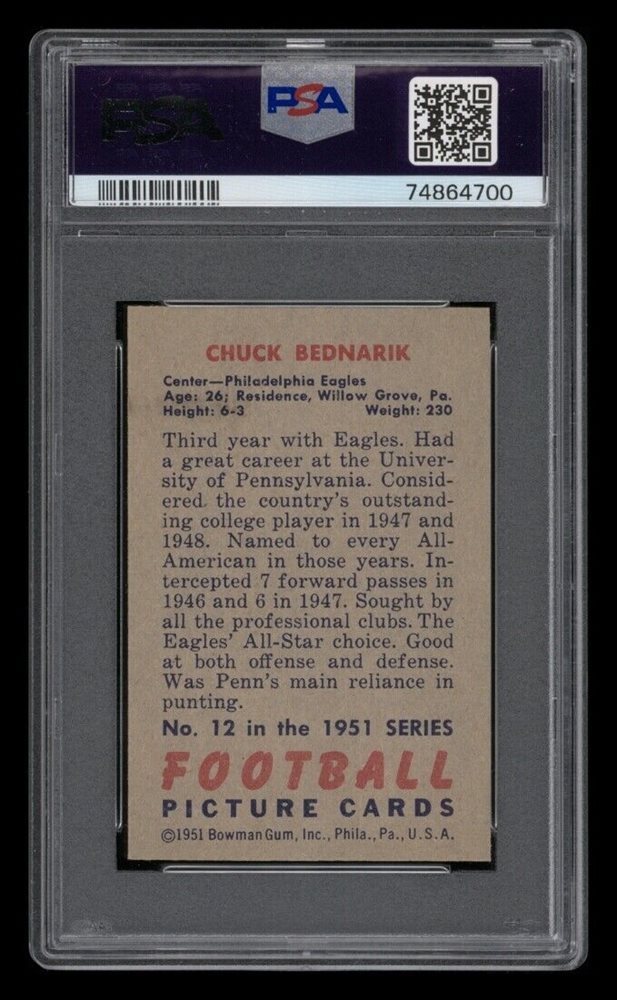 PSA
PSA
74864700
CHUCK BEDNARIK
Center—Philadelphia Eagles
Age: 26; Residence, Willow Grove, Pa.
Height: 6-3 Weight: 230
Third year with Eagles. Had
a great career at the Univer-
sity of Pennsylvania. Consid-
ered the country's outstand-
ing college player in 1947 and
1948. Named to every All-
American in those years. In-
tercepted 7 forward passes in
1946 and 6 in 1947. Sought by
all the professional clubs. The
Eagles' All-Star choice. Good
at both offense and defense.
Was Penn's main reliance in
punting.
No. 12 in the 1951 SERIES
FOOTBALL
PICTURE CARDS
©1951 Bowman Gum, Inc., Phila., Pa., U.S.A.